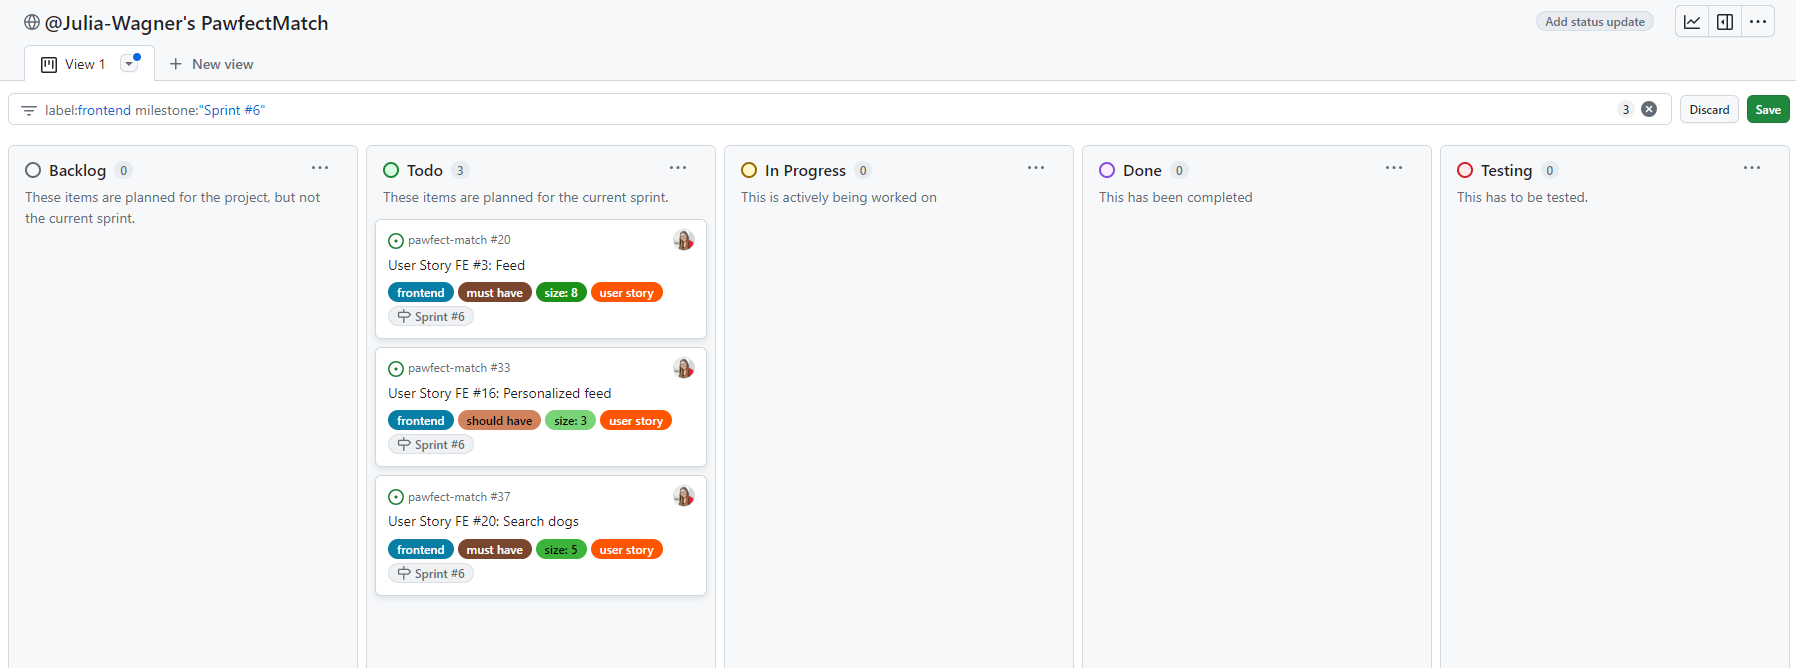 @Julia-Wagner's PawfectMatch
Add status update
View 1
New view
label:frontend milestone:"Sprint #6"
3
Discard
Save
Backlog 0
These items are planned for the project, but not
the current sprint.
Todo 3
These items are planned for the current sprint.
pawfect-match #20
User Story FE #3: Feed
frontend must have size: 8 user story
Sprint #6
pawfect-match #33
User Story FE #16: Personalized feed
frontend should have size: 3 user story
Sprint #6
pawfect-match #37
User Story FE #20: Search dogs
frontend must have size: 5 user story
Sprint #6
In Progress 0
This is actively being worked on
Done 0
This has been completed
Testing 0
This has to be tested.